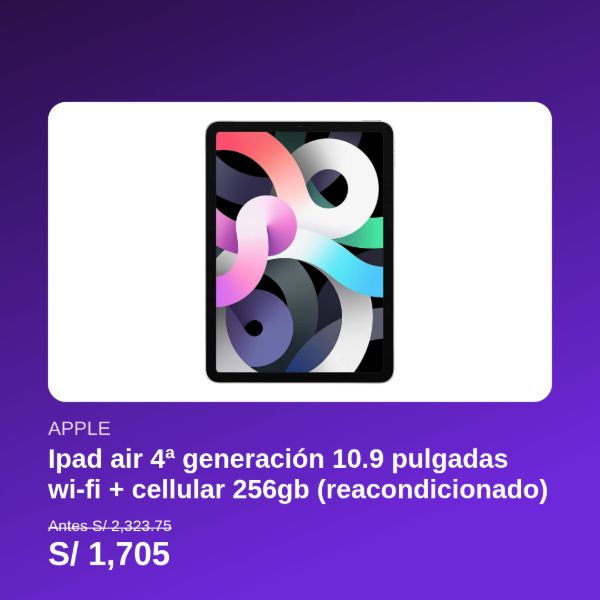 APPLE
Ipad air 4ª generación 10.9 pulgadas
wi-fi + cellular 256gb (reacondicionado)
Antes S/ 2,323.75
S/ 1,705